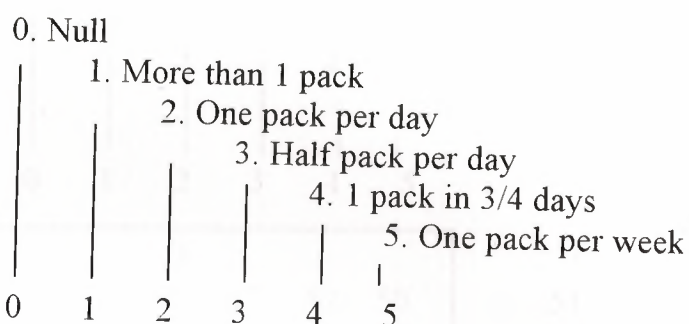 0. Null
1. More than 1 pack
2. One pack per day
3. Half pack per day
4. 1 pack in 3/4 days
5. One pack per week
0 1 2 3 4 5